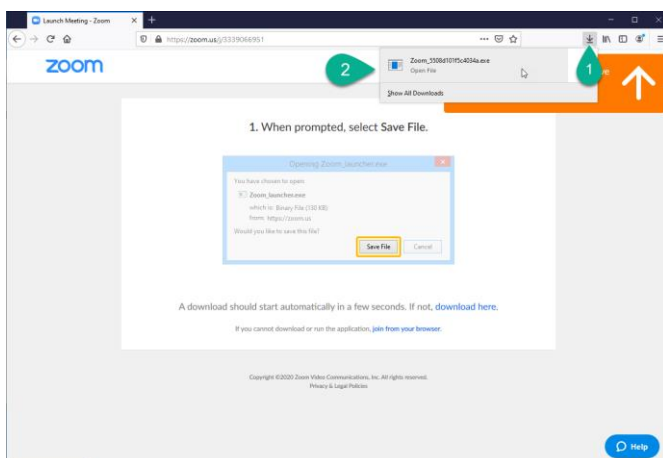 Launch Meeting - Zoom
https://zoom.us/j/3339066951
zoom
1
2
Zoom_5508d101f5c4034a.exe
Open File
Show All Downloads
1. When prompted, select Save File.
Opening Zoom_launcher.exe
You have chosen to open:
Zoom_launcher.exe
which is: Binary File (130 KB)
from: https://zoom.us
Would you like to save this file?
Save File
Cancel
A download should start automatically in a few seconds. If not, download here.
If you cannot download or run the application, join from your browser.
Copyright ©2020 Zoom Video Communications, Inc. All rights reserved.
Privacy & Legal Policies
Help